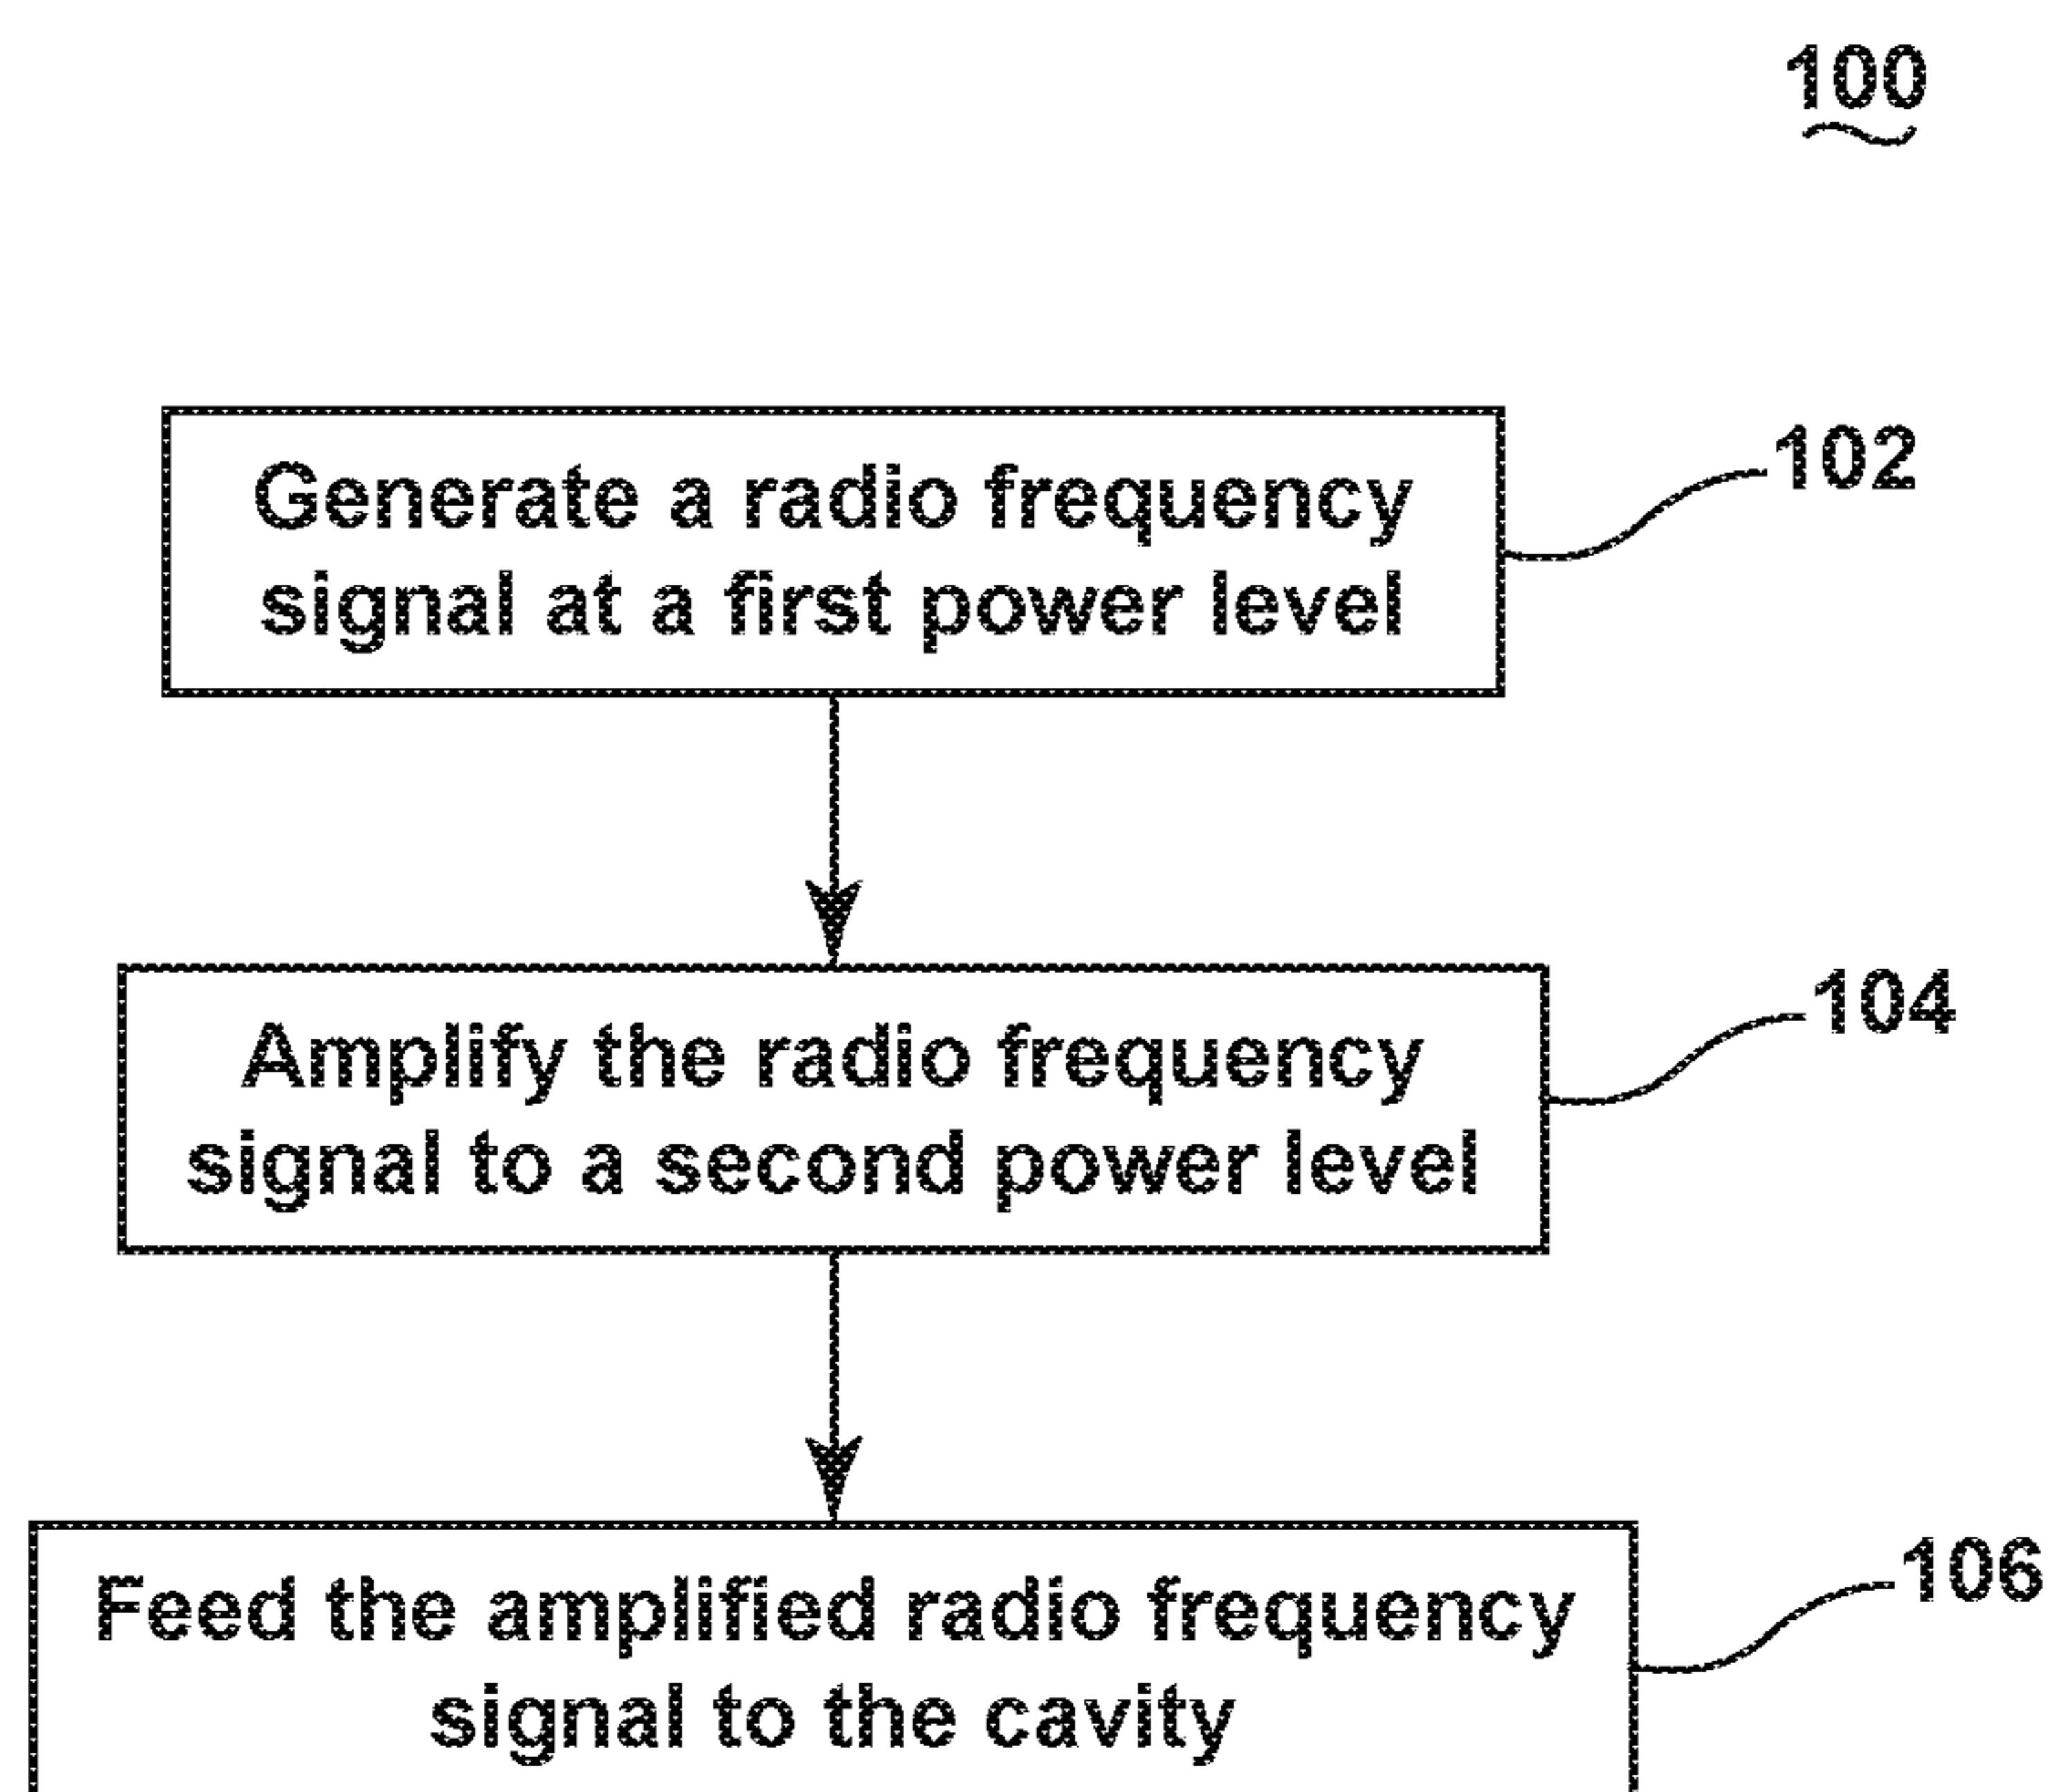 100
Generate a radio frequency
signal at a first power level
102
Amplify the radio frequency
signal to a second power level
104
Feed the amplified radio frequency
signal to the cavity
106